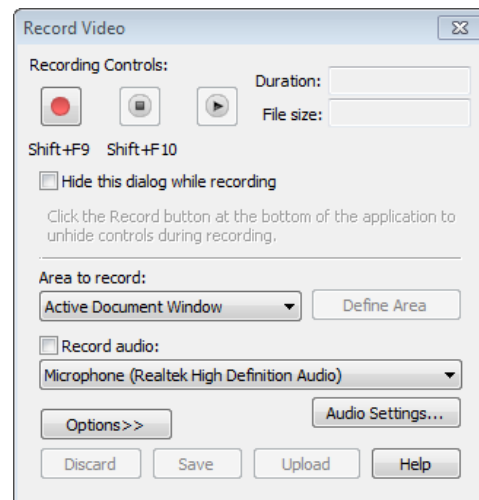 Record Video
Recording Controls:
Duration:
File size:
Shift+F9 Shift+F10
Hide this dialog while recording
Click the Record button at the bottom of the application to
unhide controls during recording.
Area to record:
Active Document Window
Define Area
Record audio:
Microphone (Realtek High Definition Audio)
Options>>
Audio Settings...
Discard Save Upload Help